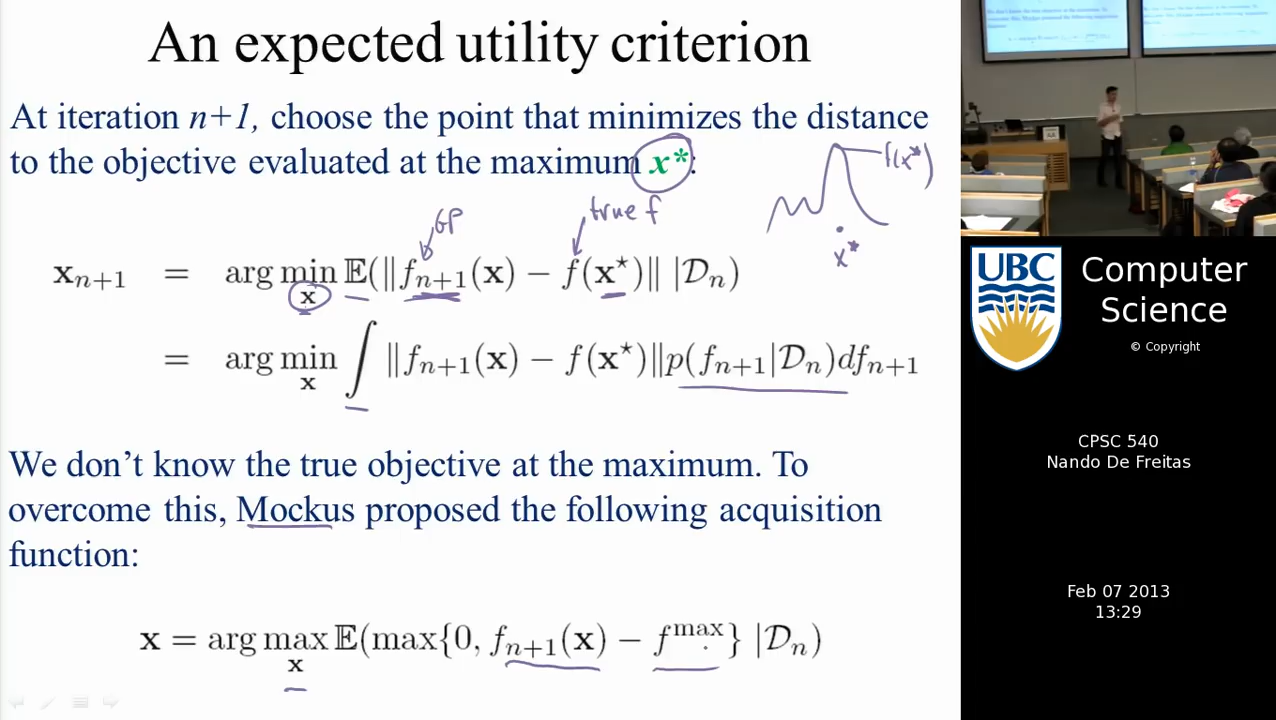 An expected utility criterion
At iteration n+1, choose the point that minimizes the distance
to the objective evaluated at the maximum x*:
f(x*)
true f
GP
x*
x_{n+1} = arg min_x 𝔼(‖f_{n+1}(x) − f(x⋆)‖ |𝒟_n)
= arg min_x ∫ ‖f_{n+1}(x) − f(x⋆)‖p(f_{n+1}|𝒟_n)df_{n+1}
We don't know the true objective at the maximum. To
overcome this, Mockus proposed the following acquisition
function:
x = arg max_x 𝔼(max{0, f_{n+1}(x) − f^{max}} |𝒟_n)
UBC
Computer
Science
© Copyright
CPSC 540
Nando De Freitas
Feb 07 2013
13:29